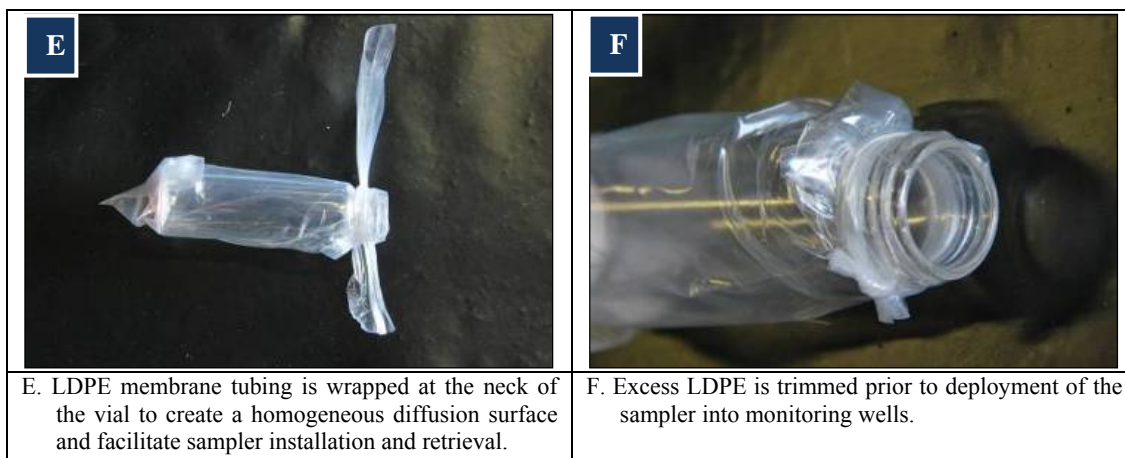 E
F
E. LDPE membrane tubing is wrapped at the neck of
the vial to create a homogeneous diffusion surface
and facilitate sampler installation and retrieval.
F. Excess LDPE is trimmed prior to deployment of the
sampler into monitoring wells.